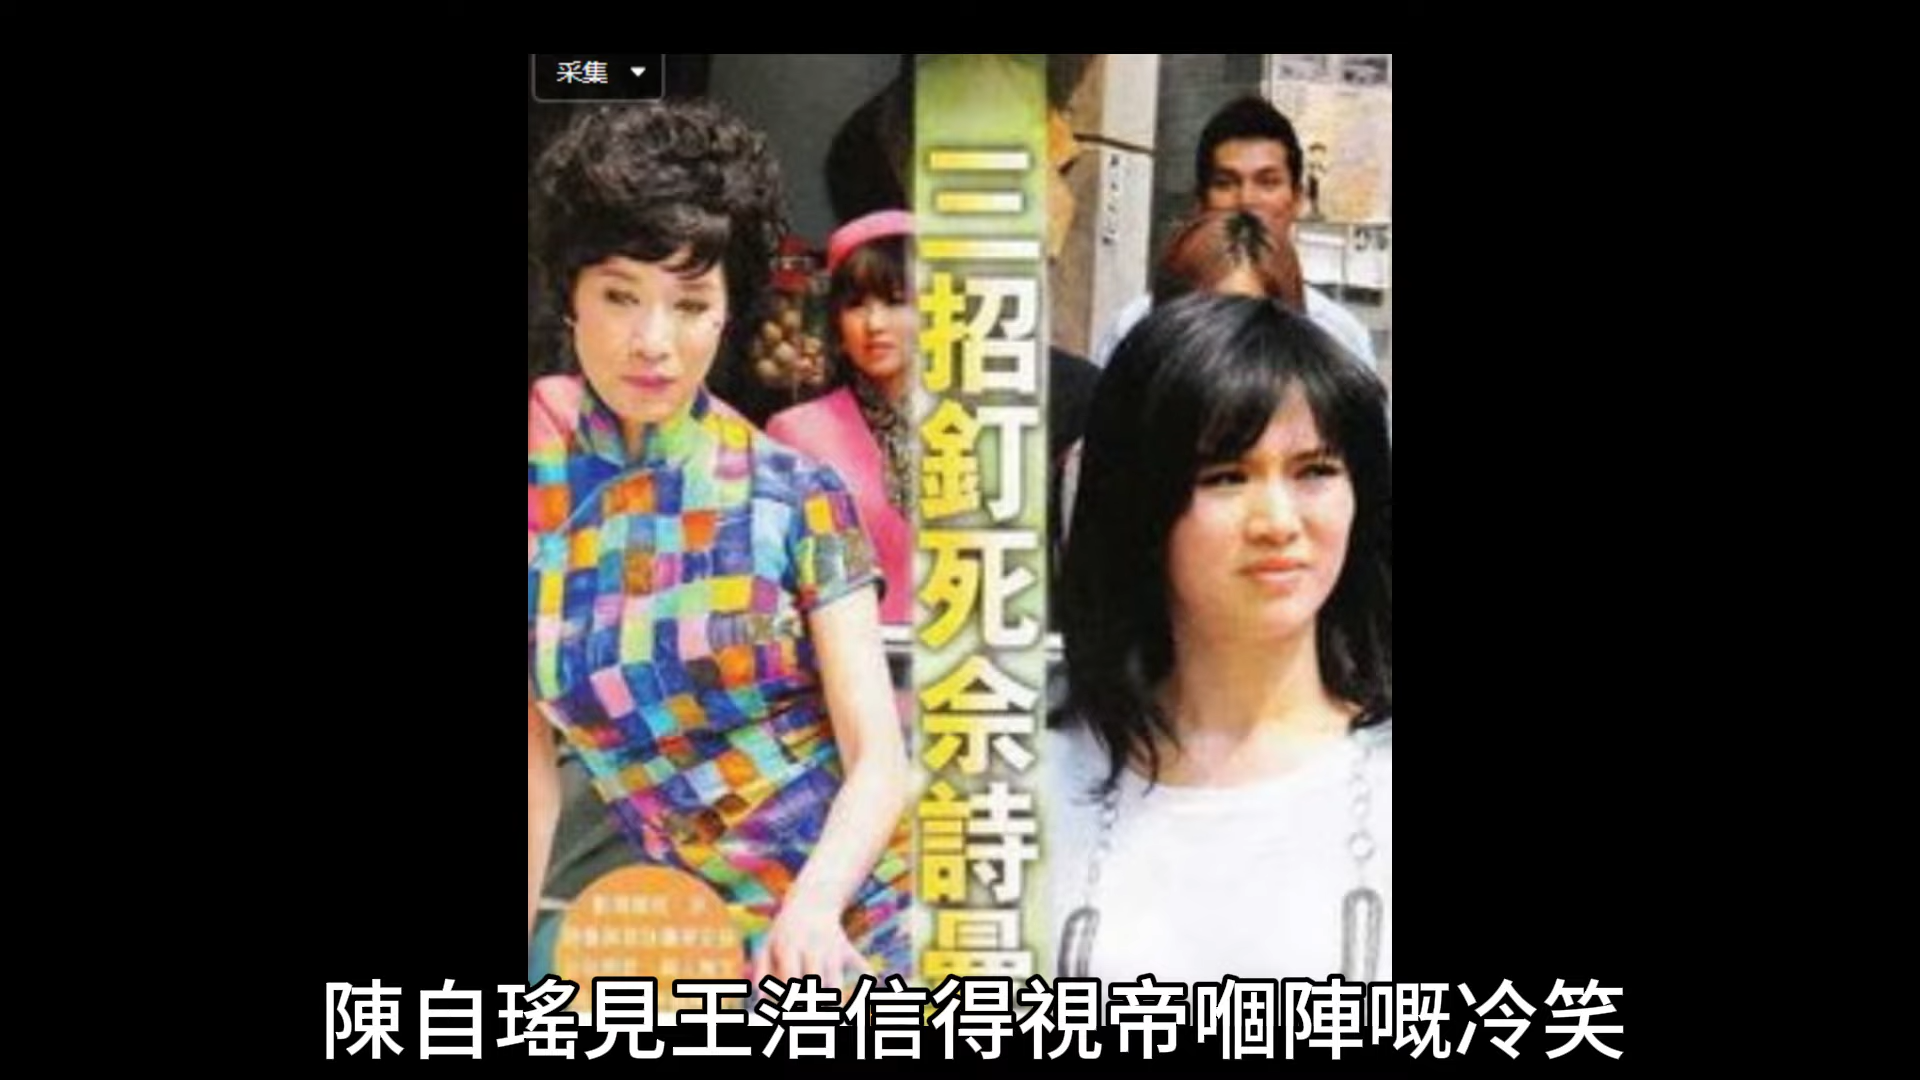 采集
三招釘死佘詩曼
陳自瑤見王浩信得視帝嗰陣嘅冷笑